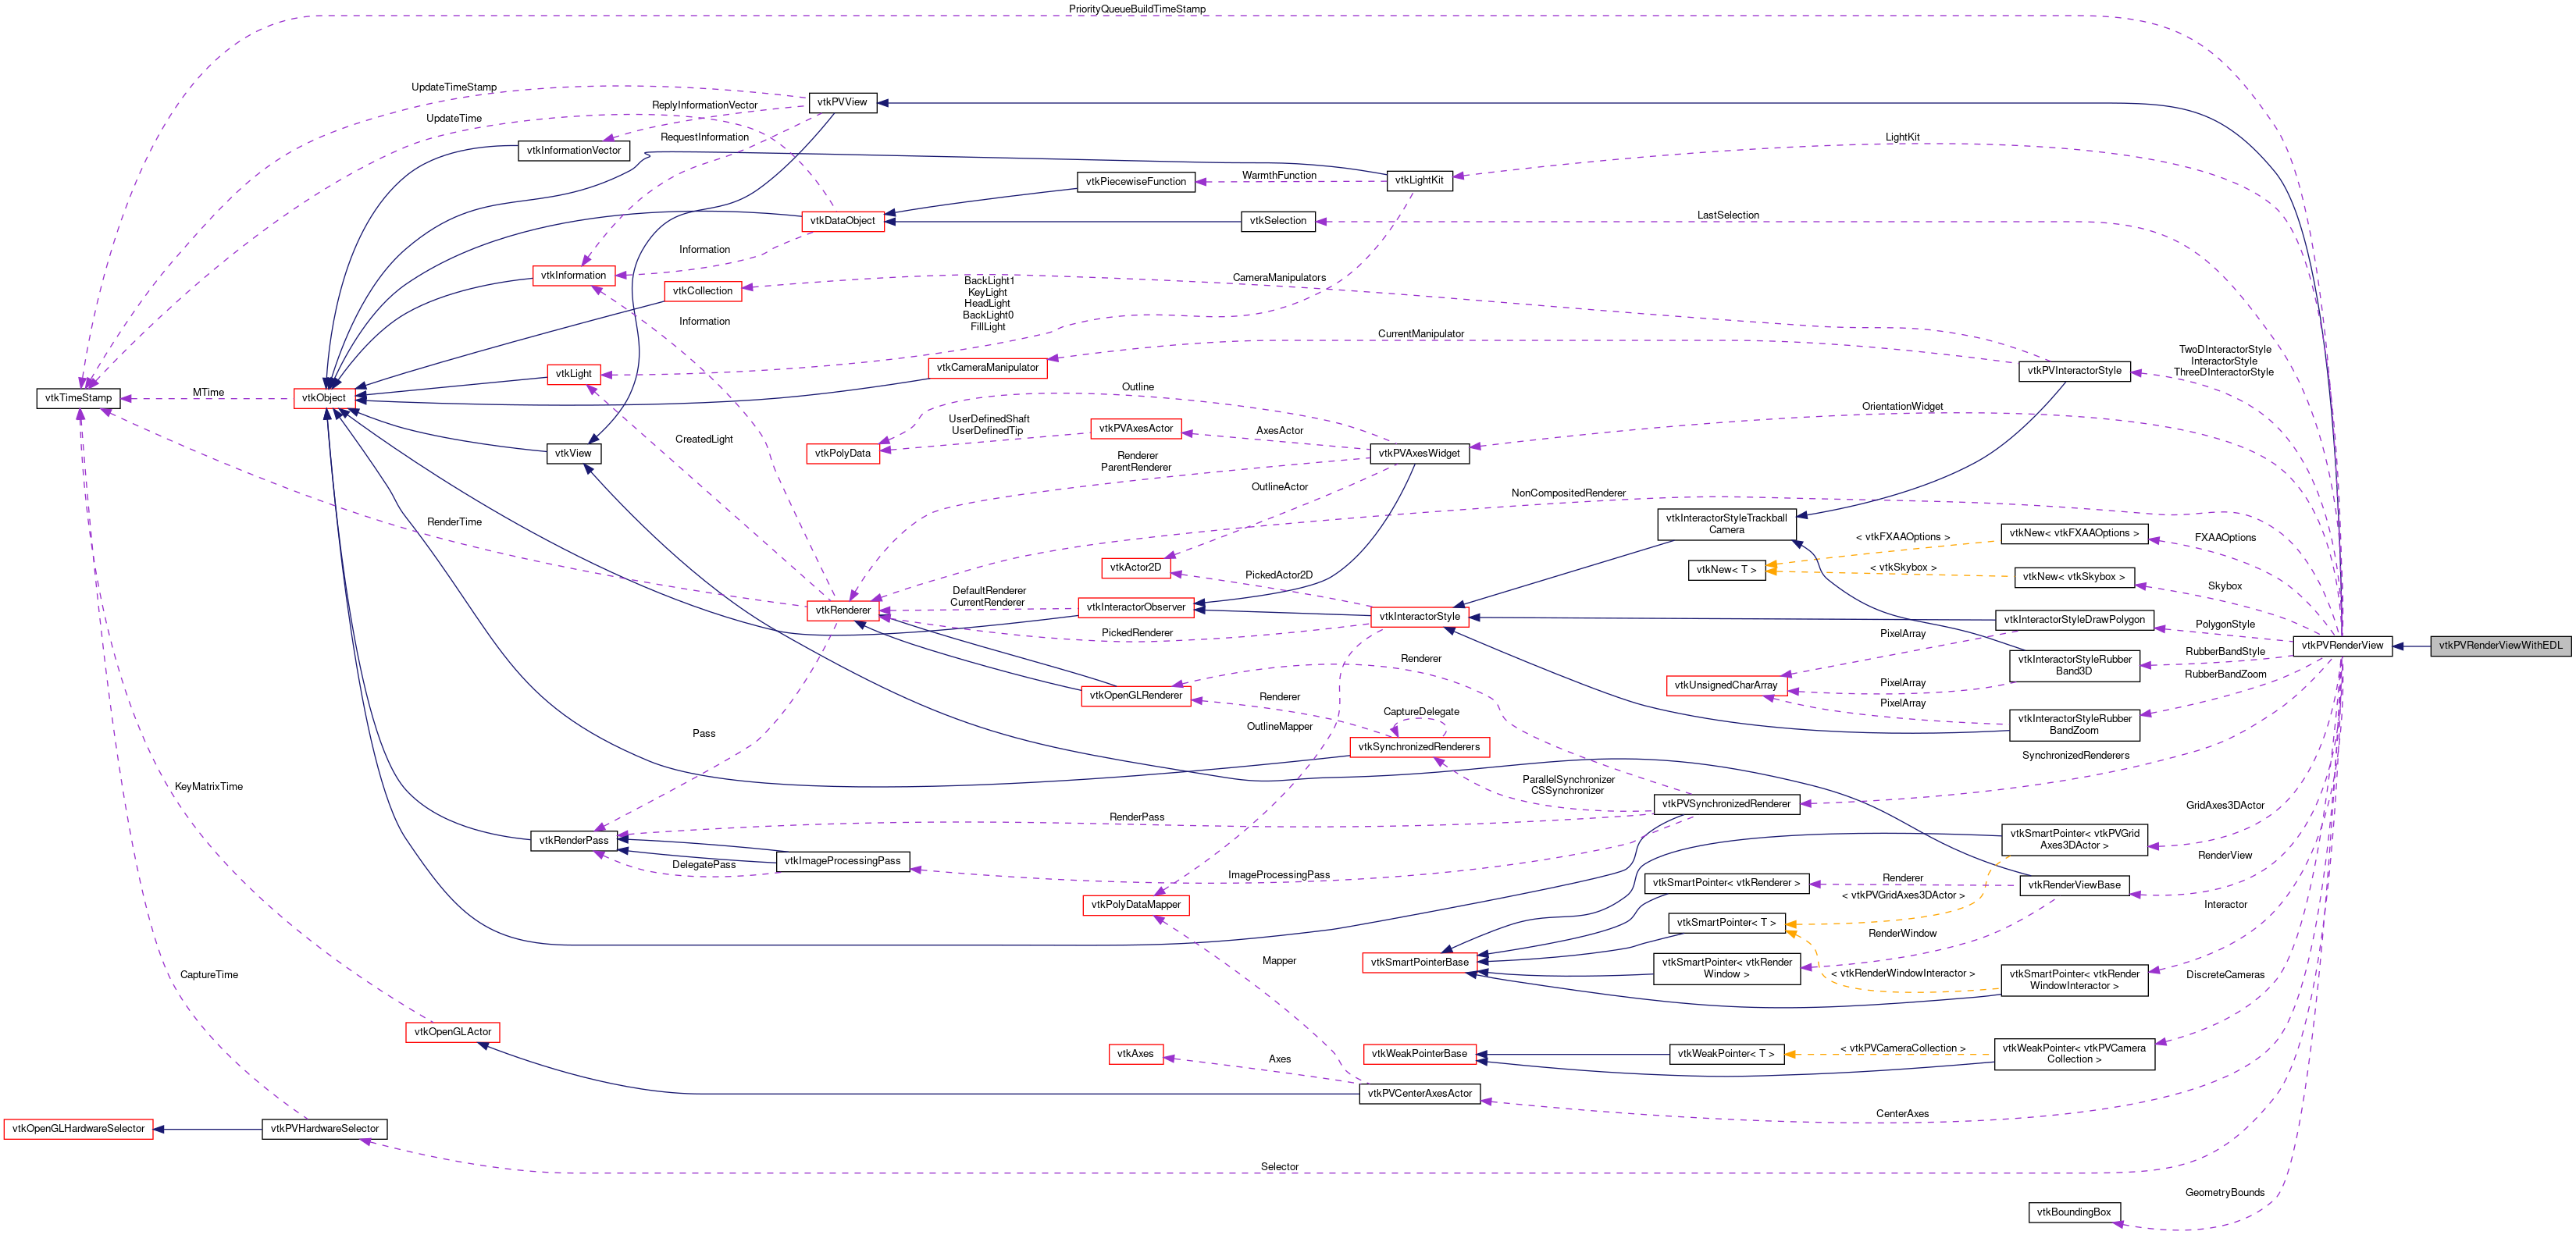 PriorityQueueBuildTimeStamp
UpdateTimeStamp
vtkPVView
ReplyInformationVector
UpdateTime
RequestInformation
LightKit
vtkInformationVector
vtkPiecewiseFunction
WarmthFunction
vtkLightKit
vtkDataObject
vtkSelection
LastSelection
Information
vtkInformation
vtkCollection
BackLight1
KeyLight
HeadLight
BackLight0
FillLight
CameraManipulators
Information
CurrentManipulator
TwoDInteractorStyle
InteractorStyle
ThreeDInteractorStyle
vtkLight
vtkCameraManipulator
vtkPVInteractorStyle
vtkTimeStamp
MTime
vtkObject
Outline
OrientationWidget
UserDefinedShaft
UserDefinedTip
vtkPVAxesActor
AxesActor
CreatedLight
vtkView
vtkPolyData
Renderer
ParentRenderer
vtkPVAxesWidget
OutlineActor
NonCompositedRenderer
RenderTime
vtkInteractorStyleTrackball
Camera
< vtkFXAAOptions >
vtkNew< vtkFXAAOptions >
FXAAOptions
vtkActor2D
PickedActor2D
vtkNew< T >
< vtkSkybox >
vtkNew< vtkSkybox >
Skybox
DefaultRenderer
CurrentRenderer
vtkRenderer
vtkInteractorObserver
vtkInteractorStyle
PickedRenderer
vtkInteractorStyleDrawPolygon
PolygonStyle
PixelArray
vtkPVRenderView
vtkPVRenderViewWithEDL
Renderer
vtkInteractorStyleRubber
Band3D
RubberBandStyle
RubberBandZoom
vtkUnsignedCharArray
PixelArray
PixelArray
vtkOpenGLRenderer
Renderer
CaptureDelegate
vtkInteractorStyleRubber
BandZoom
Pass
OutlineMapper
vtkSynchronizedRenderers
SynchronizedRenderers
KeyMatrixTime
ParallelSynchronizer
CSSynchronizer
vtkPVSynchronizedRenderer
GridAxes3DActor
RenderPass
vtkRenderPass
vtkSmartPointer< vtkPVGrid
Axes3DActor >
DelegatePass
vtkImageProcessingPass
ImageProcessingPass
RenderView
vtkSmartPointer< vtkRenderer >
Renderer
vtkRenderViewBase
< vtkPVGridAxes3DActor >
vtkPolyDataMapper
Interactor
vtkSmartPointer< T >
RenderWindow
CaptureTime
Mapper
vtkSmartPointerBase
vtkSmartPointer< vtkRender
Window >
< vtkRenderWindowInteractor >
vtkSmartPointer< vtkRender
WindowInteractor >
DiscreteCameras
vtkOpenGLActor
vtkAxes
Axes
vtkWeakPointerBase
vtkWeakPointer< T >
< vtkPVCameraCollection >
vtkWeakPointer< vtkPVCamera
Collection >
vtkPVCenterAxesActor
CenterAxes
vtkOpenGLHardwareSelector
vtkPVHardwareSelector
Selector
GeometryBounds
vtkBoundingBox